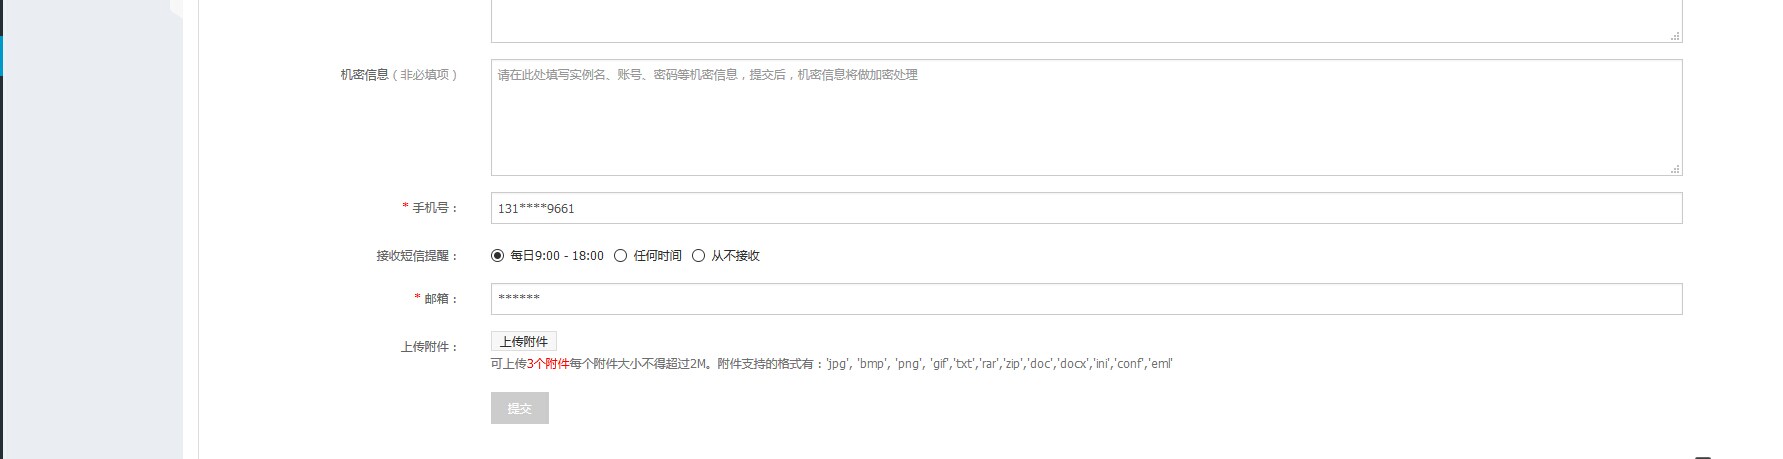 机密信息（非必填项）
请在此处填写实例名、账号、密码等机密信息，提交后，机密信息将做加密处理
* 手机号：
131****9661
接收短信提醒：
每日9:00 - 18:00 任何时间 从不接收
* 邮箱：
******
上传附件：
上传附件
可上传3个附件每个附件大小不得超过2M。附件支持的格式有：'jpg', 'bmp', 'png', 'gif','txt','rar','zip','doc','docx','ini','conf','eml'
提交